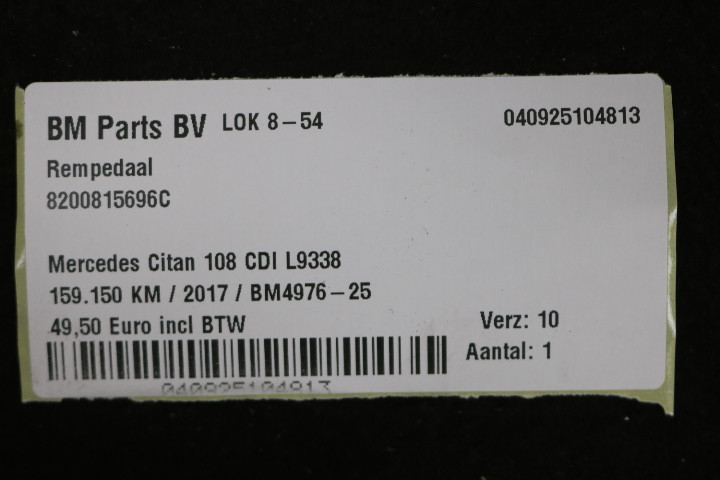 BM Parts BV LOK 8-54 040925104813
Rempedaal
8200815696C
Mercedes Citan 108 CDI L9338
159.150 KM / 2017 / BM4976-25
49,50 Euro incl BTW Verz: 10
Aantal: 1
040925104813